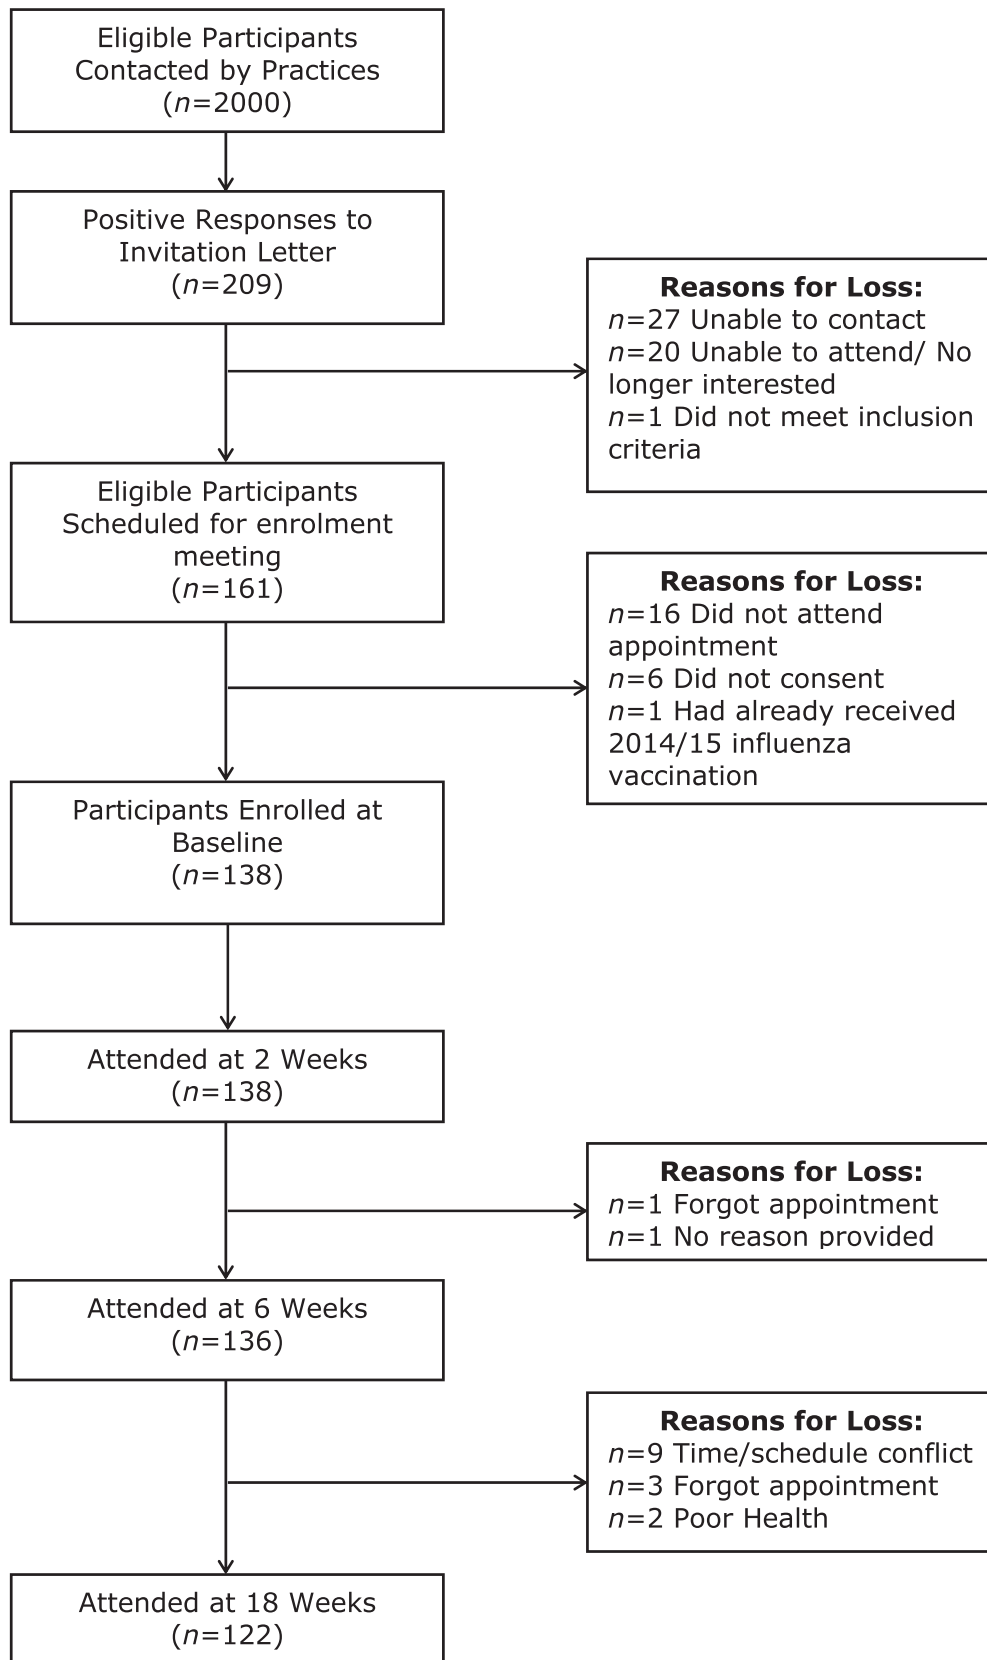 Eligible Participants
Contacted by Practices
(n=2000)
Positive Responses to
Invitation Letter
(n=209)
Reasons for Loss:
n=27 Unable to contact
n=20 Unable to attend/ No
longer interested
n=1 Did not meet inclusion
criteria
Eligible Participants
Scheduled for enrolment
meeting
(n=161)
Reasons for Loss:
n=16 Did not attend
appointment
n=6 Did not consent
n=1 Had already received
2014/15 influenza
vaccination
Participants Enrolled at
Baseline
(n=138)
Attended at 2 Weeks
(n=138)
Reasons for Loss:
n=1 Forgot appointment
n=1 No reason provided
Attended at 6 Weeks
(n=136)
Reasons for Loss:
n=9 Time/schedule conflict
n=3 Forgot appointment
n=2 Poor Health
Attended at 18 Weeks
(n=122)